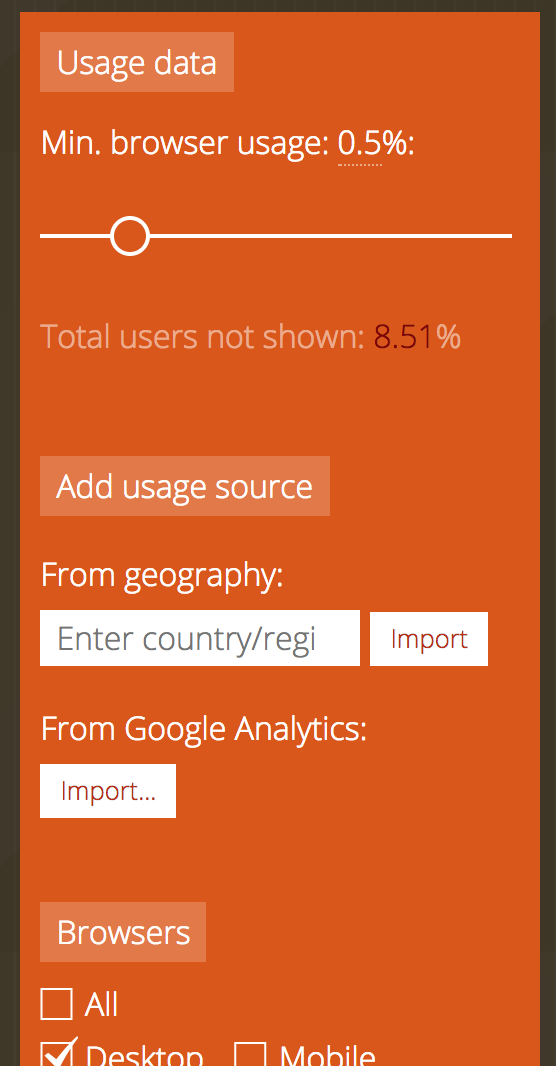 Usage data
Min. browser usage: 0.5%:
Total users not shown: 8.51%
Add usage source
From geography:
Enter country/regi
Import
From Google Analytics:
Import...
Browsers
All
Desktop
Mobile